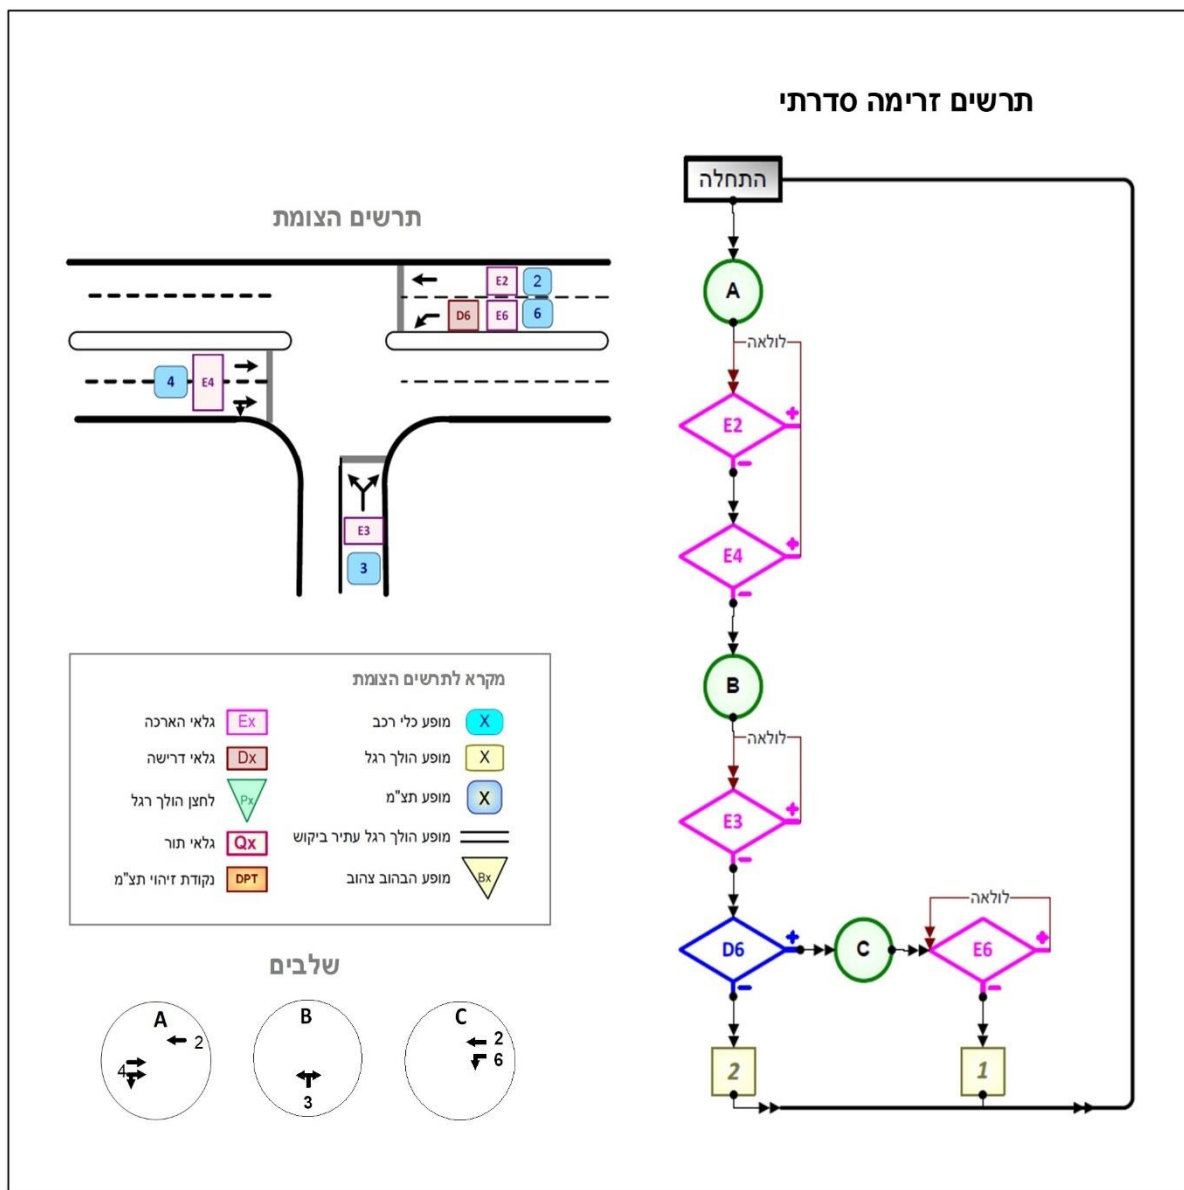 תרשים זרימה סדרתי
התחלה
A
לולאה
E2
+
-
E4
+
-
B
לולאה
E3
+
-
D6
+
-
C
לולאה
E6
+
-
2
1
תרשים הצומת
E2
2
D6
E6
6
4
E4
E3
3
מקרא לתרשים הצומת
X מופע כלי רכב
X מופע הולך רגל
X מופע תצ"מ
מופע הולך רגל עתיר ביקוש
Bx מופע הבהוב צהוב
Ex גלאי הארכה
Dx גלאי דרישה
Px לחצן הולך רגל
Qx גלאי תור
DPT נקודת זיהוי תצ"מ
שלבים
A
2
4
B
3
C
2
6